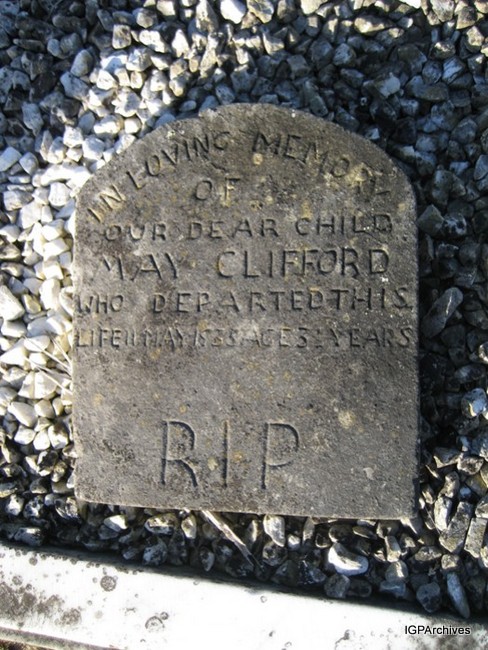 IN LOVING MEMORY
OF
OUR DEAR CHILD
MAY CLIFFORD
WHO DEPARTED THIS
LIFE 11 MAY AGE 3½ YEARS
RIP
IGPArchives